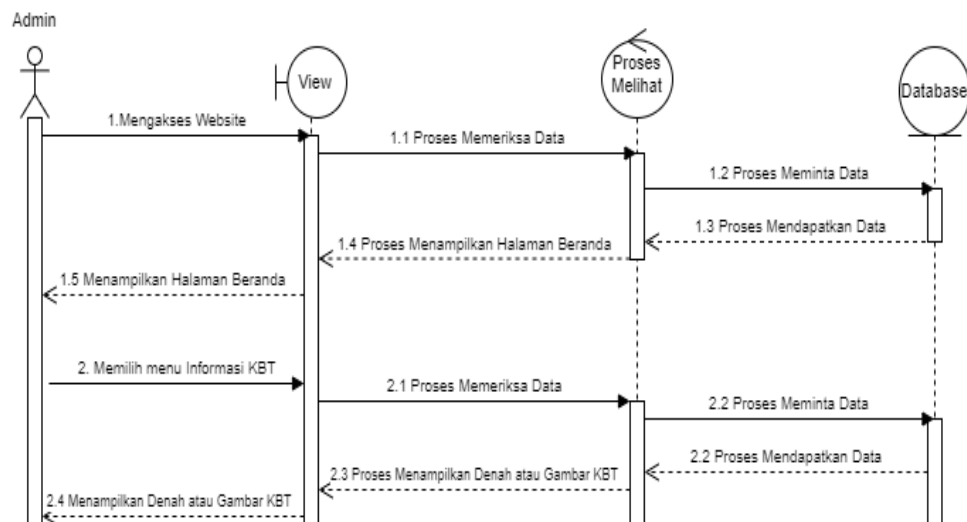 Admin
View
Proses
Melihat
Database
1.Mengakses Website
1.1 Proses Memeriksa Data
1.2 Proses Meminta Data
1.3 Proses Mendapatkan Data
1.4 Proses Menampilkan Halaman Beranda
1.5 Menampilkan Halaman Beranda
2. Memilih menu Informasi KBT
2.1 Proses Memeriksa Data
2.2 Proses Meminta Data
2.2 Proses Mendapatkan Data
2.3 Proses Menampilkan Denah atau Gambar KBT
2.4 Menampilkan Denah atau Gambar KBT